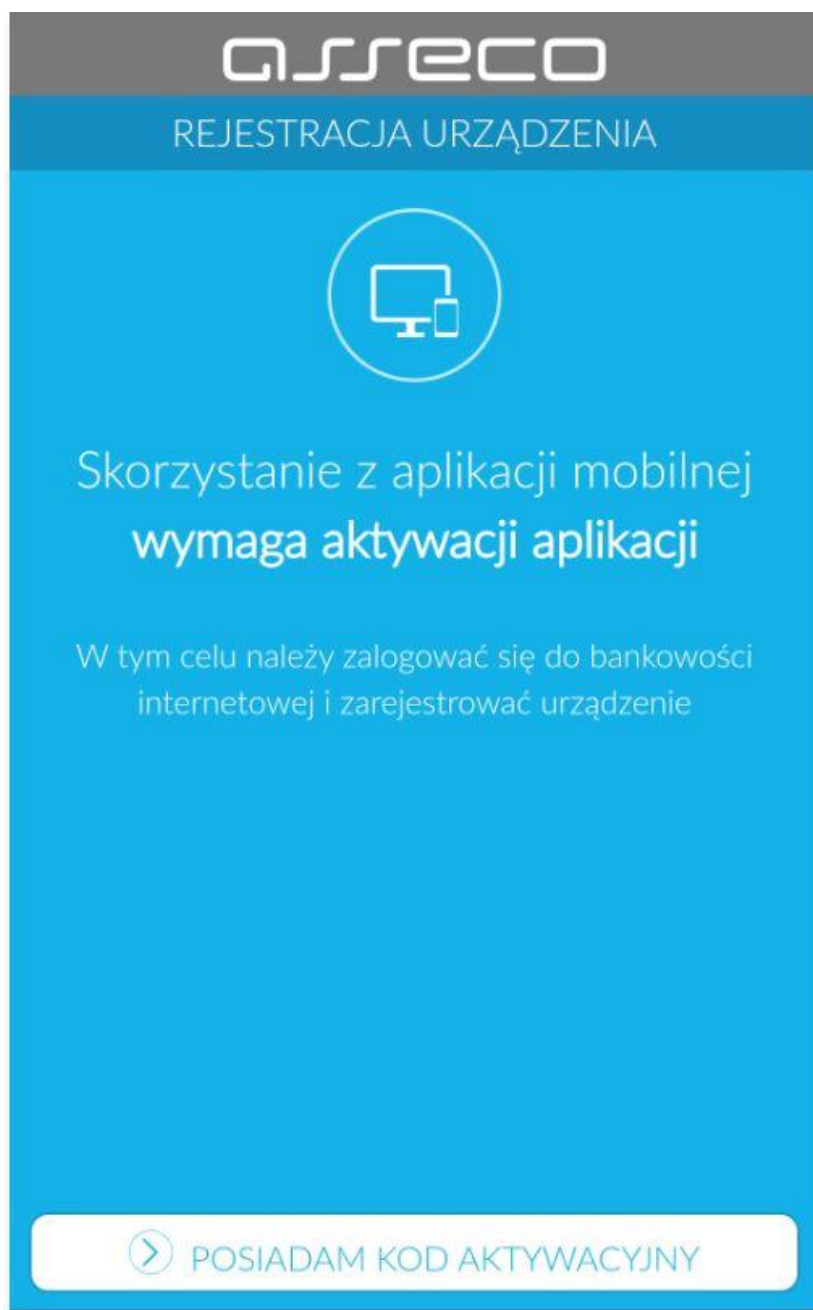 asseco
REJESTRACJA URZĄDZENIA
Skorzystanie z aplikacji mobilnej
wymaga aktywacji aplikacji
W tym celu należy zalogować się do bankowości
internetowej i zarejestrować urządzenie
POSIADAM KOD AKTYWACYJNY